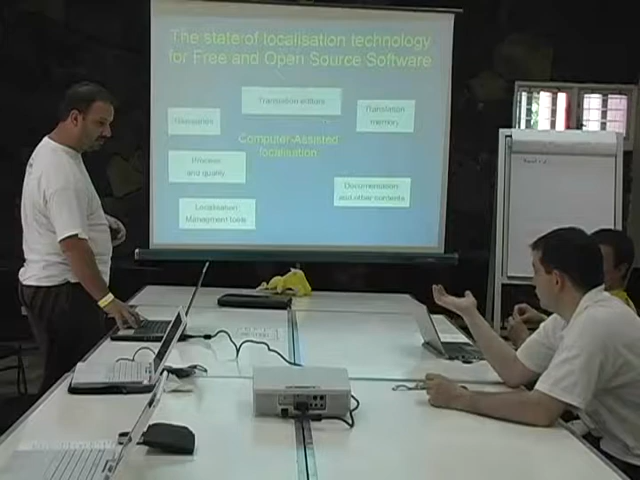 The state of localisation technology
for Free and Open Source Software
Translation editors
Translation
memory
Glossaries
Computer-Assisted
localisation
Process
and quality
Documentation
and other contents
Localisation
Managment tools